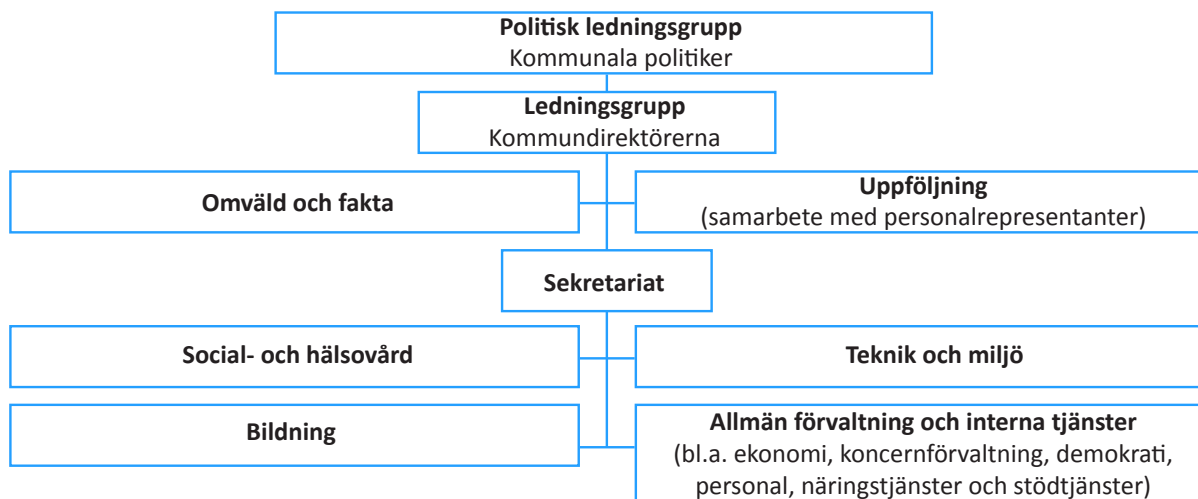 Politisk ledningsgrupp
Kommunala politiker
Ledningsgrupp
Kommundirektörerna
Omväld och fakta
Uppföljning
(samarbete med personalrepresentanter)
Sekretariat
Social- och hälsovård
Teknik och miljö
Bildning
Allmän förvaltning och interna tjänster
(bl.a. ekonomi, koncernförvaltning, demokrati,
personal, näringstjänster och stödtjänster)